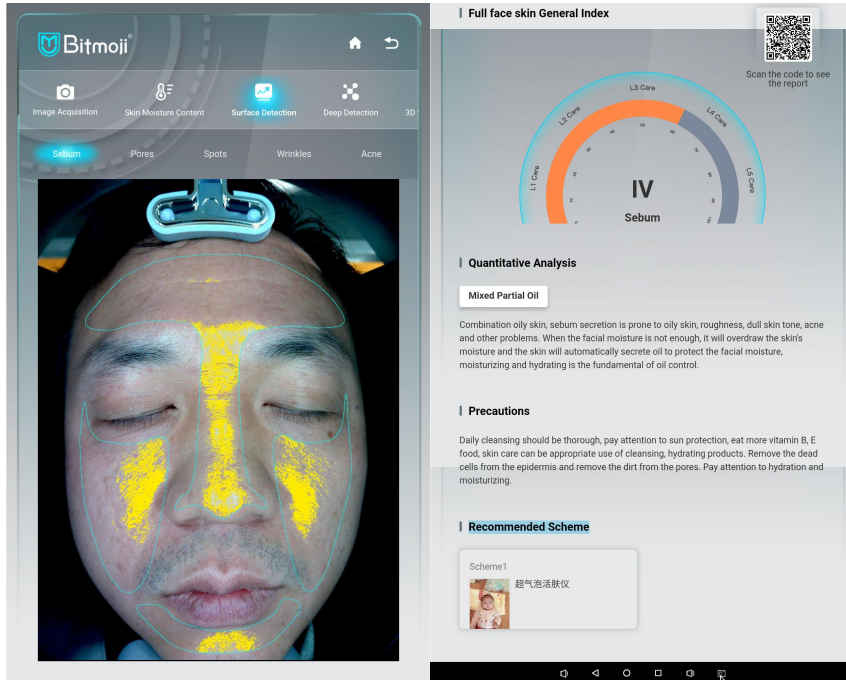 Bitmoji
Image Acquisition
Skin Moisture Content
Surface Detection
Deep Detection
3D
Sebum
Pores
Spots
Wrinkles
Acne
Full face skin General Index
Scan the code to see
the report
L1 Care
L2 Care
L3 Care
L4 Care
L5 Care
IV
Sebum
Quantitative Analysis
Mixed Partial Oil
Combination oily skin, sebum secretion is prone to oily skin, roughness, dull skin tone, acne
and other problems. When the facial moisture is not enough, it will overdraw the skin's
moisture and the skin will automatically secrete oil to protect the facial moisture,
moisturizing and hydrating is the fundamental of oil control.
Precautions
Daily cleansing should be thorough, pay attention to sun protection, eat more vitamin B, E
food, skin care can be appropriate use of cleansing, hydrating products. Remove the dead
cells from the epidermis and remove the dirt from the pores. Pay attention to hydration and
moisturizing.
Recommended Scheme
Scheme1
超气泡活肤仪